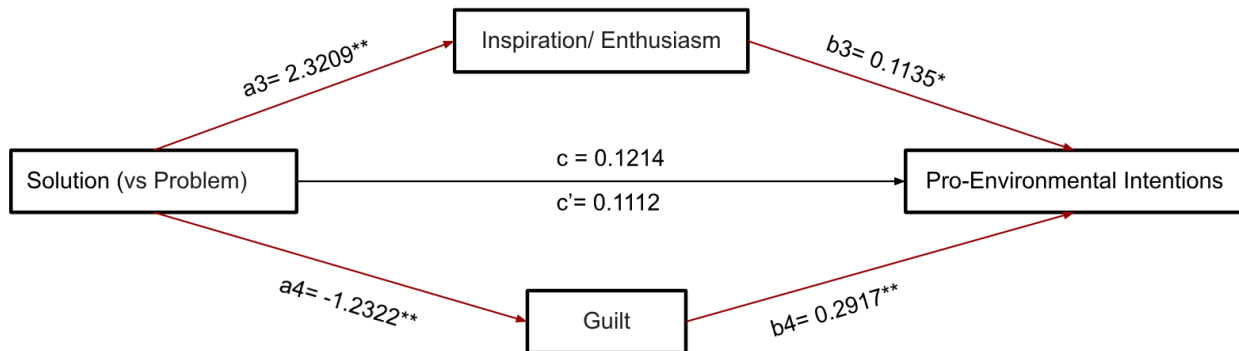 Inspiration/ Enthusiasm
a3= 2.3209**
b3= 0.1135*
Solution (vs Problem)
c = 0.1214
c’= 0.1112
Pro-Environmental Intentions
a4= -1.2322**
Guilt
b4= 0.2917**